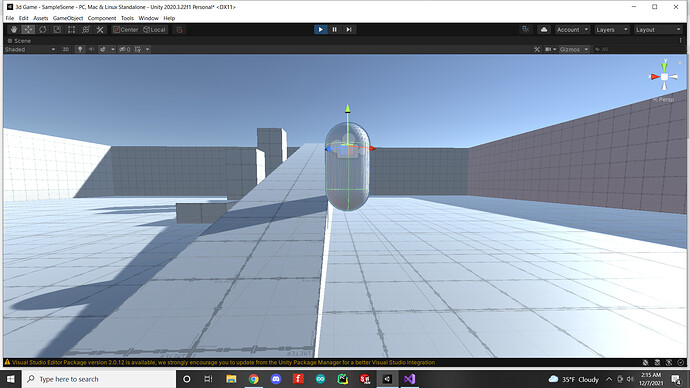 3d Game - SampleScene - PC, Mac & Linux Standalone - Unity 2020.3.22f1 Personal* <DX11>
File Edit Assets GameObject Component Tools Window Help
Center Local
Account Layers Layout
Scene
Shaded 2D 0 Gizmos All
y
x
Persp
Visual Studio Editor Package version 2.0.12 is available, we strongly encourage you to update from the Unity Package Manager for a better Visual Studio integration
Type here to search
35°F Cloudy
2:15 AM
12/7/2021